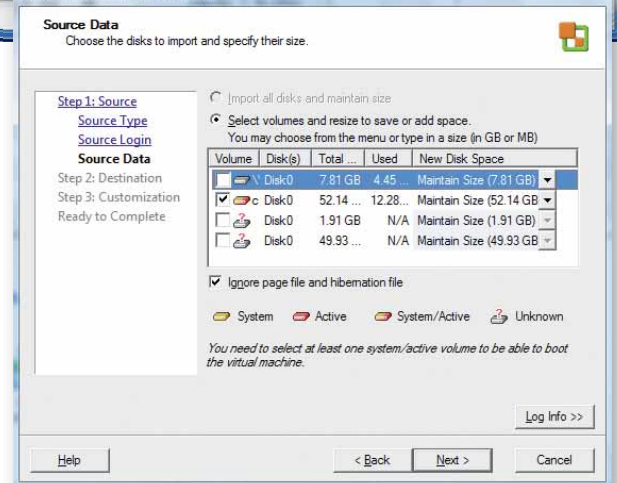 Source Data
Choose the disks to import and specify their size.
Step 1: Source
Source Type
Source Login
Source Data
Step 2: Destination
Step 3: Customization
Ready to Complete
Import all disks and maintain size
Select volumes and resize to save or add space.
You may choose from the menu or type in a size (in GB or MB)
Volume Disk(s) Total ... Used New Disk Space
\' Disk0 7.81 GB 4.45 ... Maintain Size (7.81 GB)
c Disk0 52.14 ... 12.28... Maintain Size (52.14 GB
Disk0 1.91 GB N/A Maintain Size (1.91 GB)
Disk0 49.93 ... N/A Maintain Size (49.93 GB
Ignore page file and hibernation file
System Active System/Active Unknown
You need to select at least one system/active volume to be able to boot
the virtual machine.
Log Info >>
Help < Back Next > Cancel